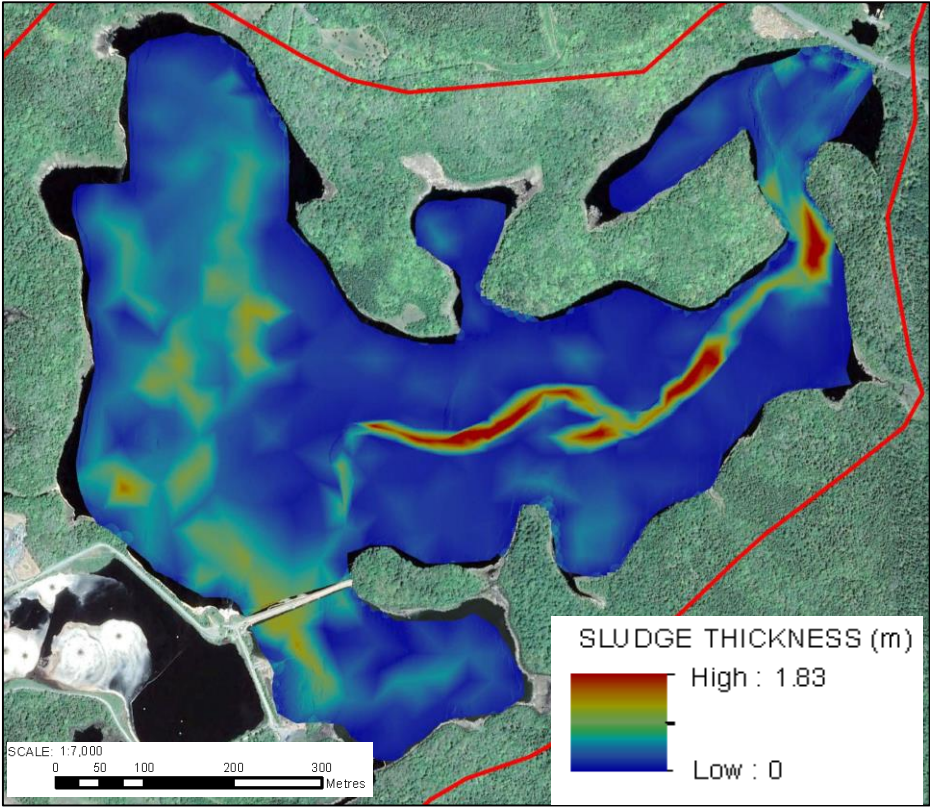 SLUDGE THICKNESS (m)
High : 1.83
Low : 0
SCALE: 1:7,000
0 50 100 200 300
Metres